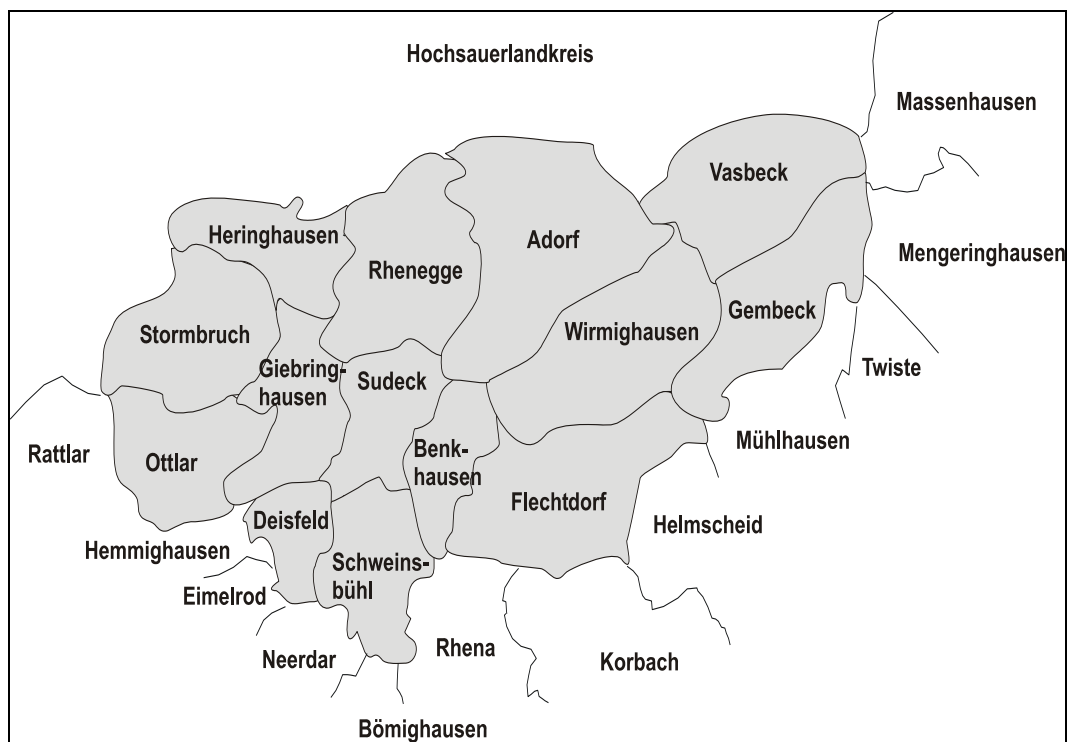 Hochsauerlandkreis
Massenhausen
Vasbeck
Heringhausen
Adorf
Mengeringhausen
Rhenegge
Gembeck
Stormbruch
Wirmighausen
Giebring-
hausen
Sudeck
Twiste
Rattlar
Ottlar
Benk-
hausen
Mühlhausen
Flechtdorf
Deisfeld
Helmscheid
Hemmighausen
Schweins-
bühl
Eimelrod
Neerdar
Rhena
Korbach
Bömighausen